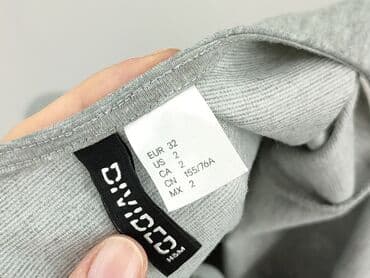 EUR 32
US 2
CA 2
CN 155/76A
MX 2
DIVIDED
H&M